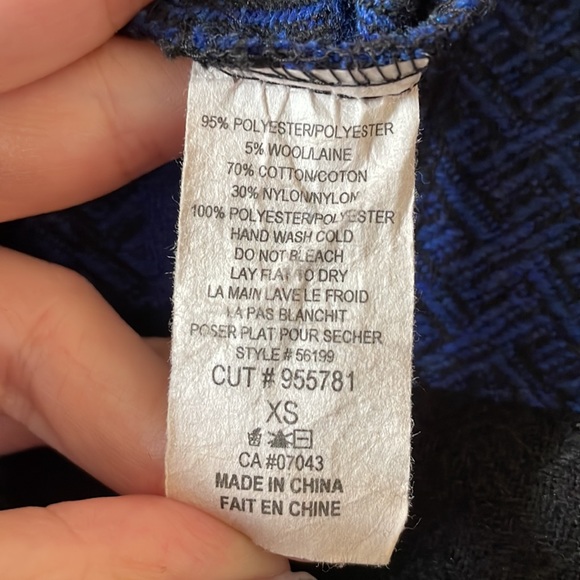 95% POLYESTER/POLYESTER
5% WOOL/LAINE
70% COTTON/COTON
30% NYLON/NYLON
100% POLYESTER/POLYESTER
HAND WASH COLD
DO NOT BLEACH
LAY FLAT TO DRY
LA MAIN LAVE LE FROID
LA PAS BLANCHIT
POSER PLAT POUR SECHER
STYLE # 56199
CUT # 955781
XS
CA #07043
MADE IN CHINA
FAIT EN CHINE